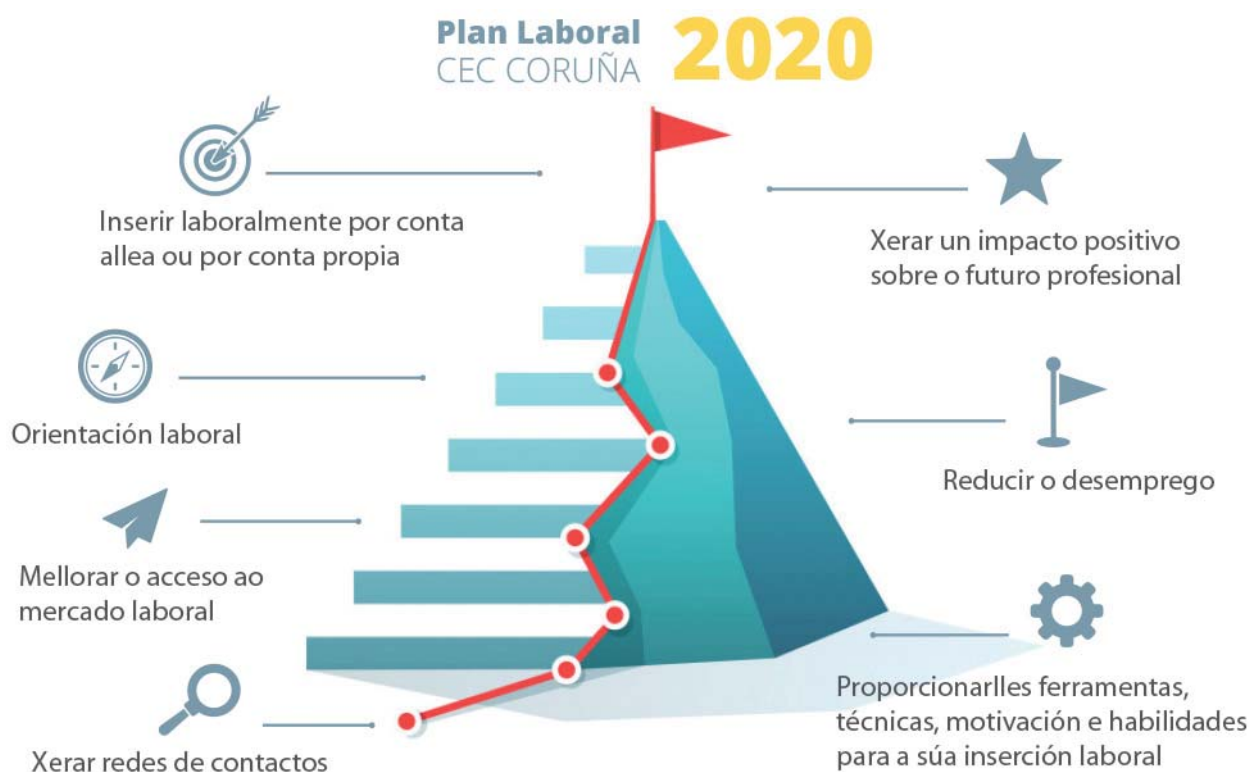 Plan Laboral
CEC CORUÑA
2020
Inserir laboralmente por conta
allea ou por conta propia
Orientación laboral
Mellorar o acceso ao
mercado laboral
Xerar redes de contactos
Xerar un impacto positivo
sobre o futuro profesional
Reducir o desemprego
Proporcionarlles ferramentas,
técnicas, motivación e habilidades
para a súa inserción laboral